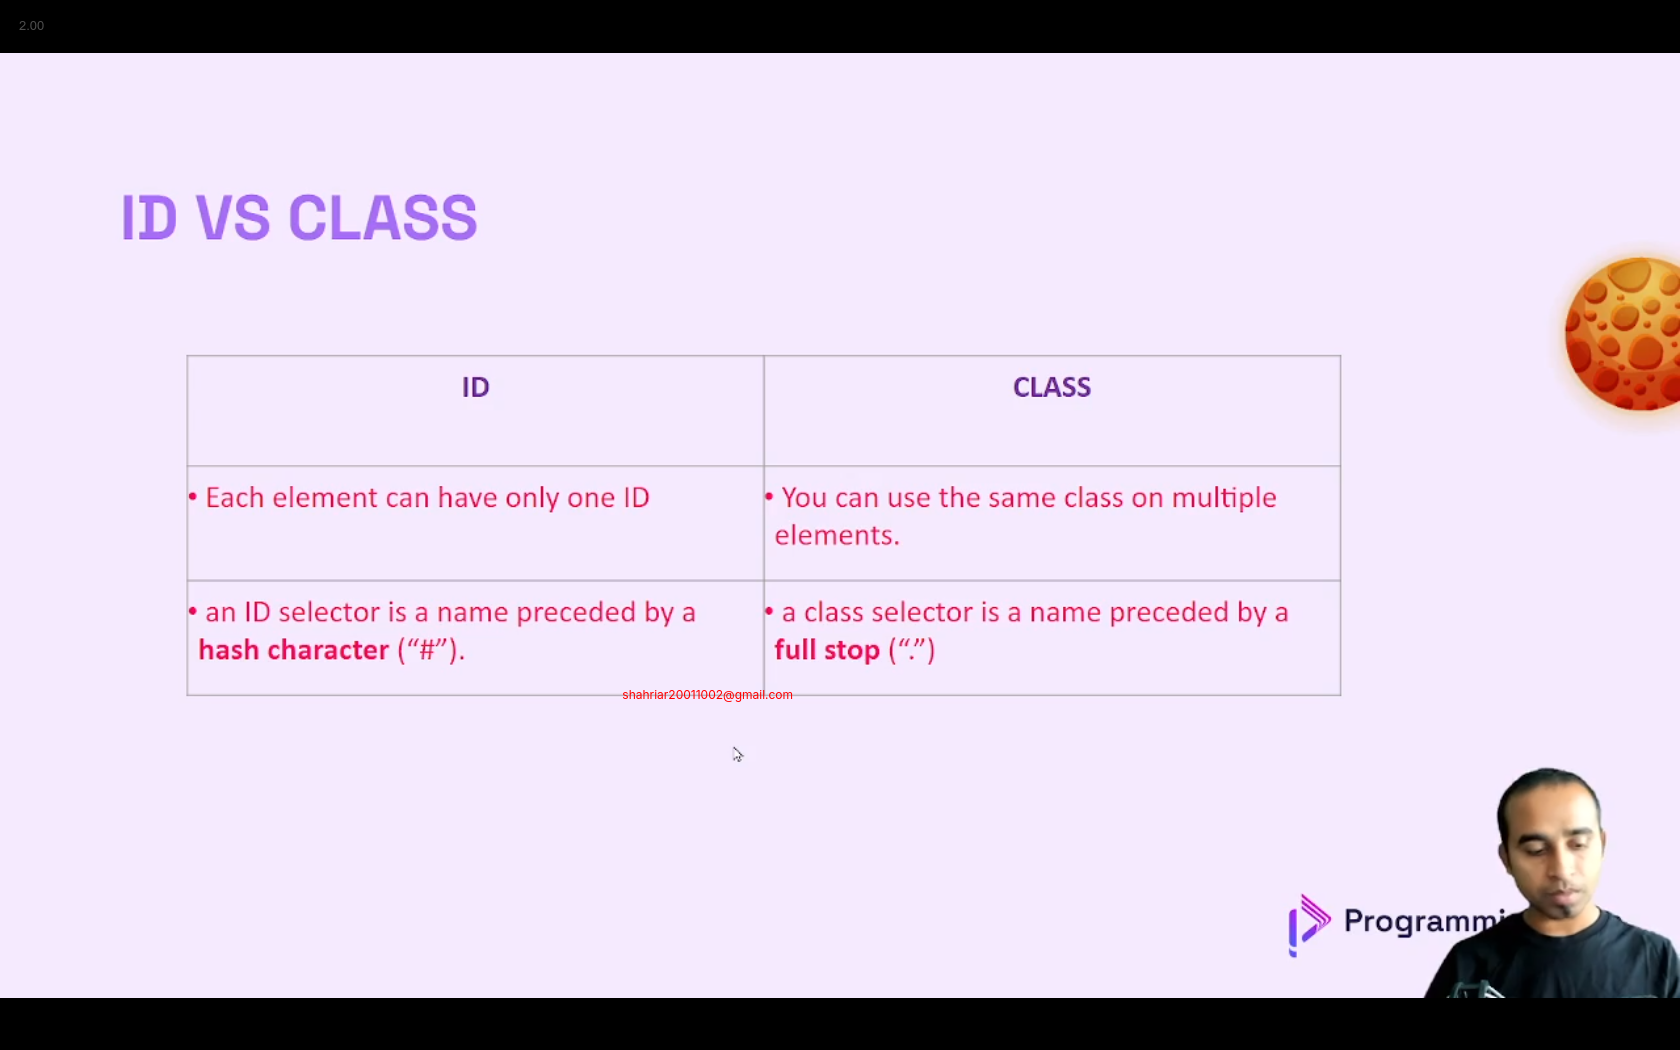 2.00
ID VS CLASS
ID
CLASS
• Each element can have only one ID
• You can use the same class on multiple
elements.
• an ID selector is a name preceded by a
hash character (“#”).
• a class selector is a name preceded by a
full stop (“.”)
shahriar20011002@gmail.com